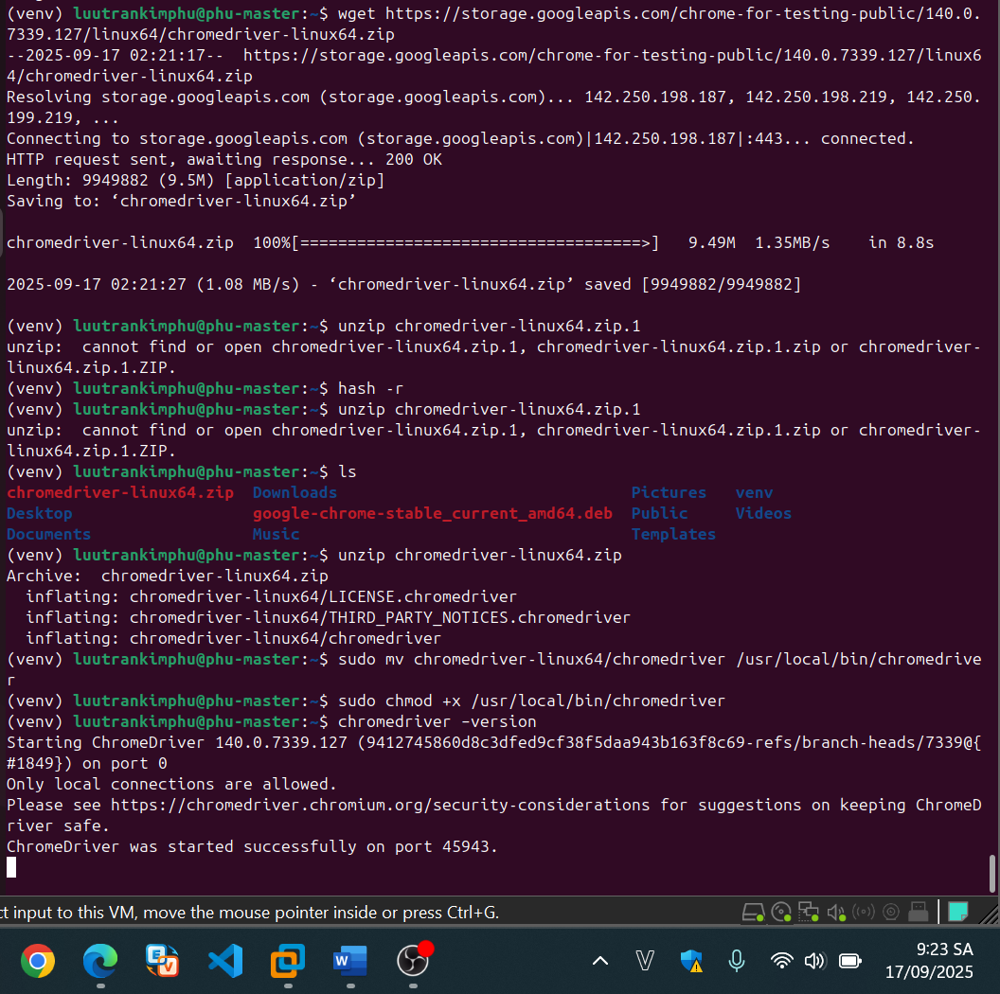 (venv) luutrankimphu@phu-master:~$ wget https://storage.googleapis.com/chrome-for-testing-public/140.0.
7339.127/linux64/chromedriver-linux64.zip
--2025-09-17 02:21:17--  https://storage.googleapis.com/chrome-for-testing-public/140.0.7339.127/linux6
4/chromedriver-linux64.zip
Resolving storage.googleapis.com (storage.googleapis.com)... 142.250.198.187, 142.250.198.219, 142.250.
199.219, ...
Connecting to storage.googleapis.com (storage.googleapis.com)|142.250.198.187|:443... connected.
HTTP request sent, awaiting response... 200 OK
Length: 9949882 (9.5M) [application/zip]
Saving to: ‘chromedriver-linux64.zip’
chromedriver-linux64.zip  100%[====================================>]   9.49M  1.35MB/s    in 8.8s
2025-09-17 02:21:27 (1.08 MB/s) - ‘chromedriver-linux64.zip’ saved [9949882/9949882]
(venv) luutrankimphu@phu-master:~$ unzip chromedriver-linux64.zip.1
unzip:  cannot find or open chromedriver-linux64.zip.1, chromedriver-linux64.zip.1.zip or chromedriver-
linux64.zip.1.ZIP.
(venv) luutrankimphu@phu-master:~$ hash -r
(venv) luutrankimphu@phu-master:~$ unzip chromedriver-linux64.zip.1
unzip:  cannot find or open chromedriver-linux64.zip.1, chromedriver-linux64.zip.1.zip or chromedriver-
linux64.zip.1.ZIP.
(venv) luutrankimphu@phu-master:~$ ls
chromedriver-linux64.zip  Downloads                              Pictures   venv
Desktop                   google-chrome-stable_current_amd64.deb  Public     Videos
Documents                 Music                                  Templates
(venv) luutrankimphu@phu-master:~$ unzip chromedriver-linux64.zip
Archive:  chromedriver-linux64.zip
  inflating: chromedriver-linux64/LICENSE.chromedriver
  inflating: chromedriver-linux64/THIRD_PARTY_NOTICES.chromedriver
  inflating: chromedriver-linux64/chromedriver
(venv) luutrankimphu@phu-master:~$ sudo mv chromedriver-linux64/chromedriver /usr/local/bin/chromedrive
r
(venv) luutrankimphu@phu-master:~$ sudo chmod +x /usr/local/bin/chromedriver
(venv) luutrankimphu@phu-master:~$ chromedriver –version
Starting ChromeDriver 140.0.7339.127 (9412745860d8c3dfed9cf38f5daa943b163f8c69-refs/branch-heads/7339@{
#1849}) on port 0
Only local connections are allowed.
Please see https://chromedriver.chromium.org/security-considerations for suggestions on keeping ChromeD
river safe.
ChromeDriver was started successfully on port 45943.
ct input to this VM, move the mouse pointer inside or press Ctrl+G.
9:23 SA
17/09/2025